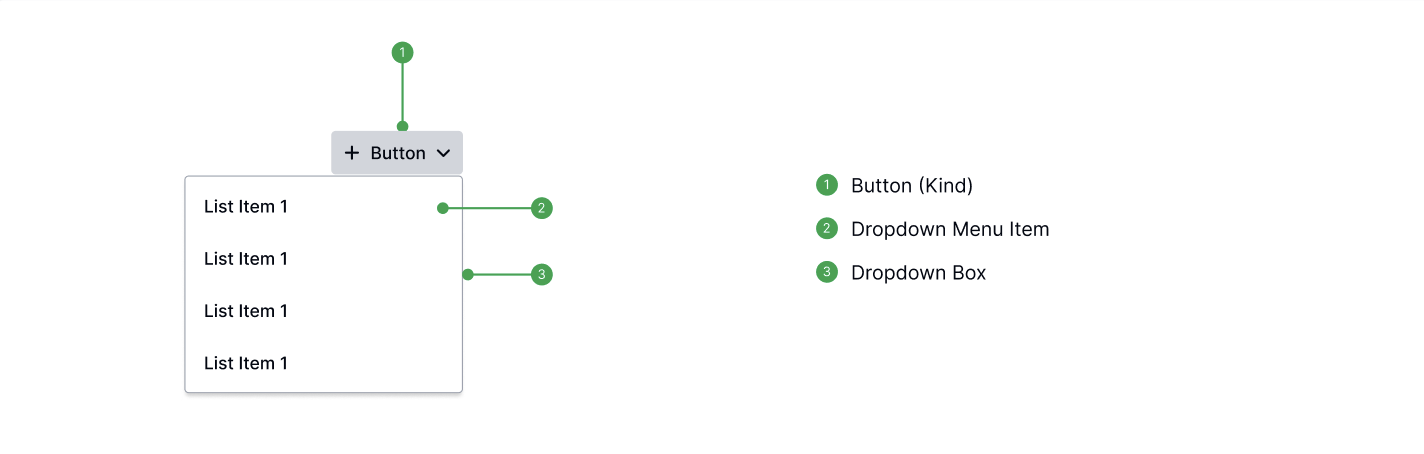 1
+ Button
List Item 1
2
List Item 1
3
List Item 1
List Item 1
1 Button (Kind)
2 Dropdown Menu Item
3 Dropdown Box